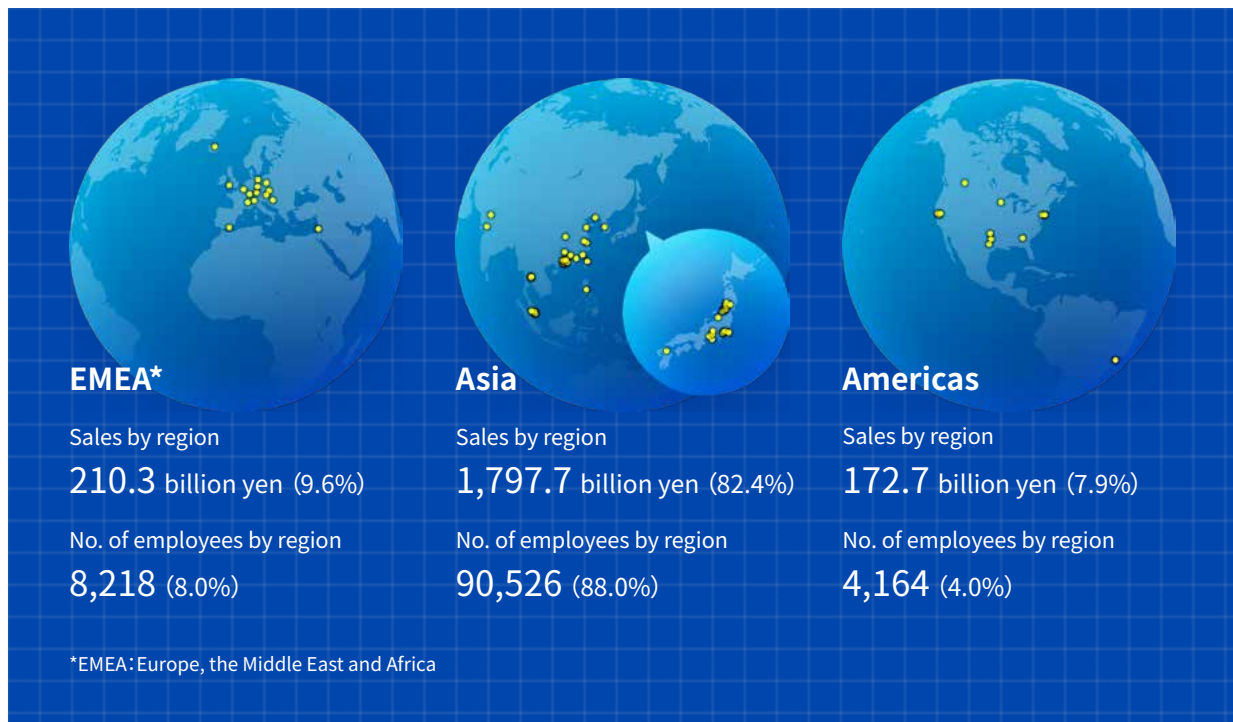 EMEA*
Sales by region
210.3 billion yen (9.6%)
No. of employees by region
8,218 (8.0%)
Asia
Sales by region
1,797.7 billion yen (82.4%)
No. of employees by region
90,526 (88.0%)
Americas
Sales by region
172.7 billion yen (7.9%)
No. of employees by region
4,164 (4.0%)
*EMEA:Europe, the Middle East and Africa